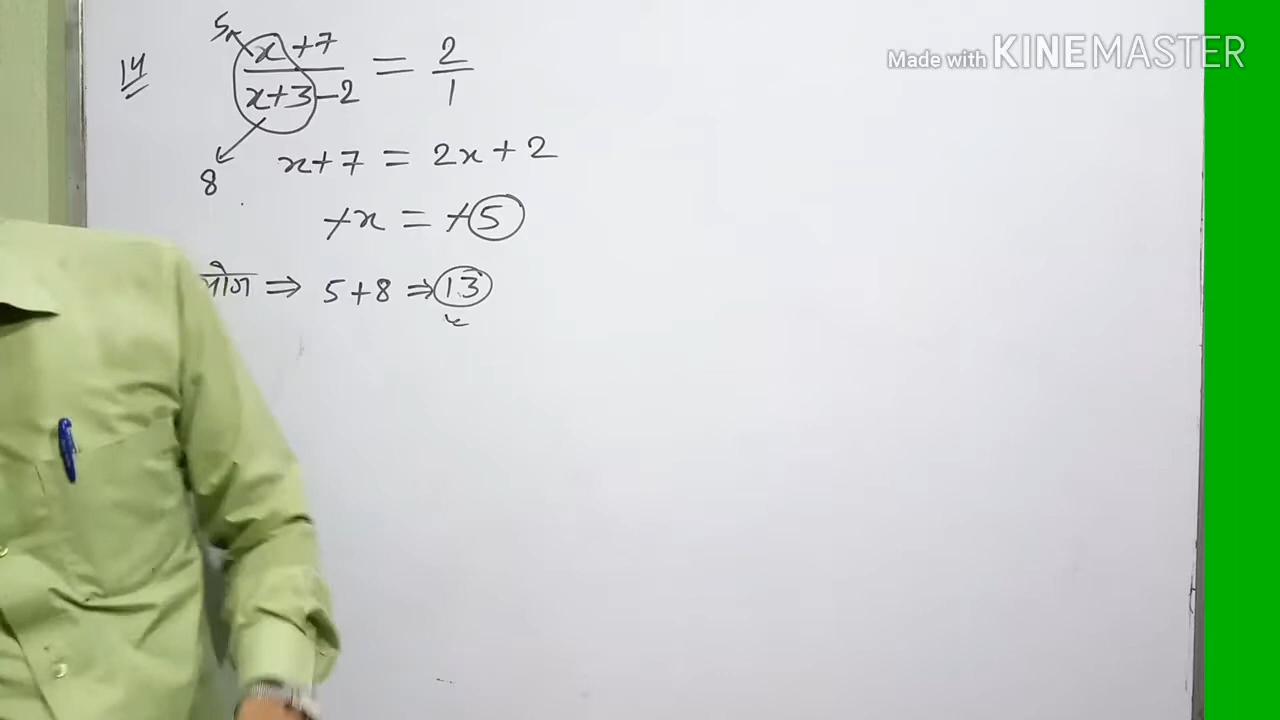 Made with KINEMASTER
14 x+7/x+3-2 = 2/1
5
8
x+7 = 2x+2
+x = +5
योग ⇒ 5+8 ⇒ 13